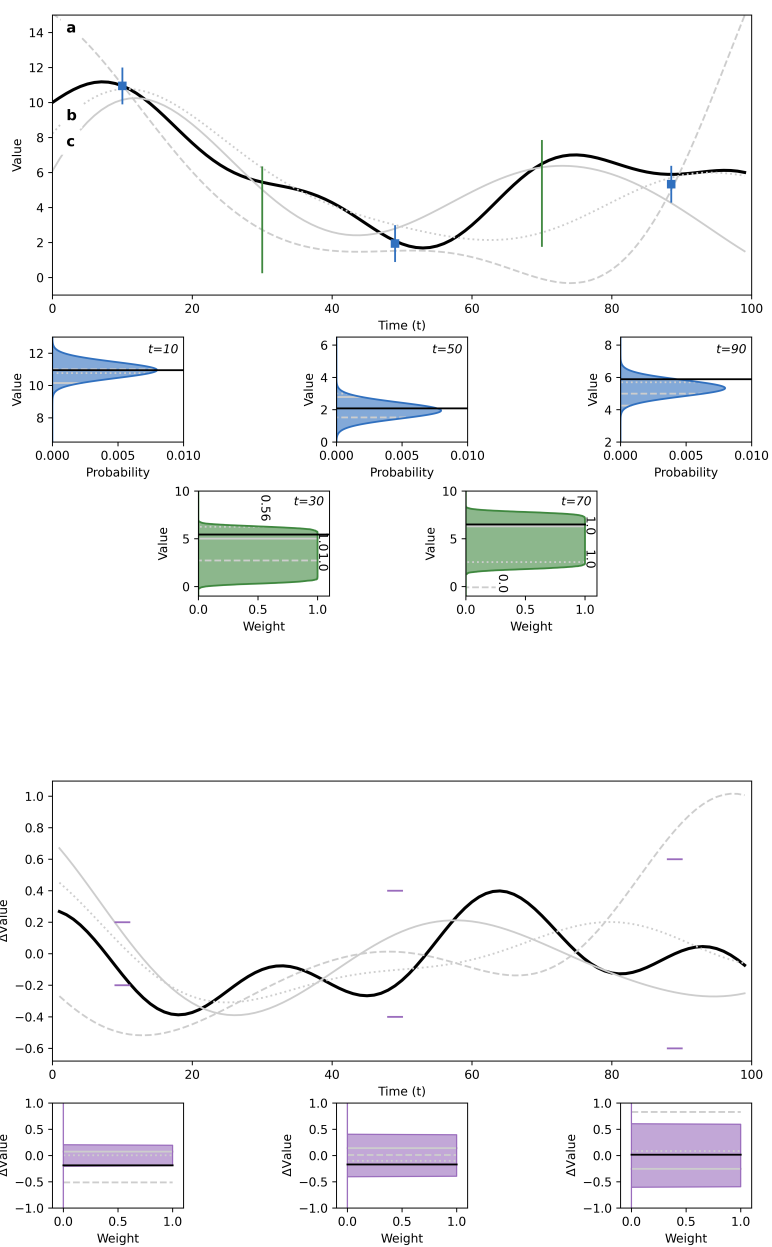 a
b
c
Value
14
12
10
8
6
4
2
0
0 20 40 60 80 100
Time (t)
t=10
Value
12
10
8
0.000 0.005 0.010
Probability
t=50
Value
6
4
2
0
0.000 0.005 0.010
Probability
t=90
Value
8
6
4
2
0.000 0.005 0.010
Probability
t=30
Value
10
5
0
0.56
1.0
1.0
0.0 0.5 1.0
Weight
t=70
Value
10
5
0
1.0
1.0
0.0
0.0 0.5 1.0
Weight
ΔValue
1.0
0.8
0.6
0.4
0.2
0.0
−0.2
−0.4
−0.6
0 20 40 60 80 100
Time (t)
ΔValue
1.0
0.5
0.0
−0.5
−1.0
0.0 0.5 1.0
Weight
ΔValue
1.0
0.5
0.0
−0.5
−1.0
0.0 0.5 1.0
Weight
ΔValue
1.0
0.5
0.0
−0.5
−1.0
0.0 0.5 1.0
Weight